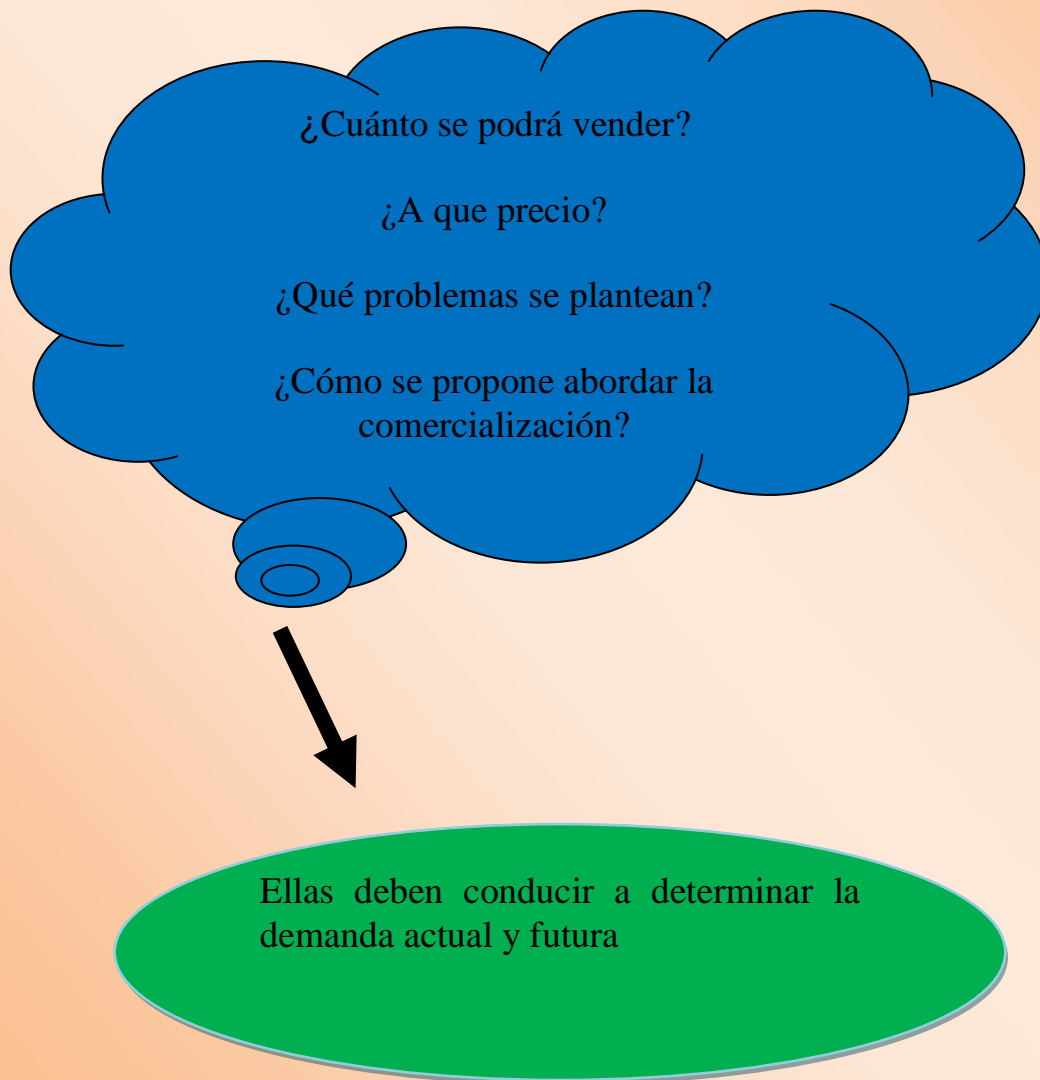 ¿Cuánto se podrá vender?
¿A que precio?
¿Qué problemas se plantean?
¿Cómo se propone abordar la
comercialización?
Ellas deben conducir a determinar la
demanda actual y futura